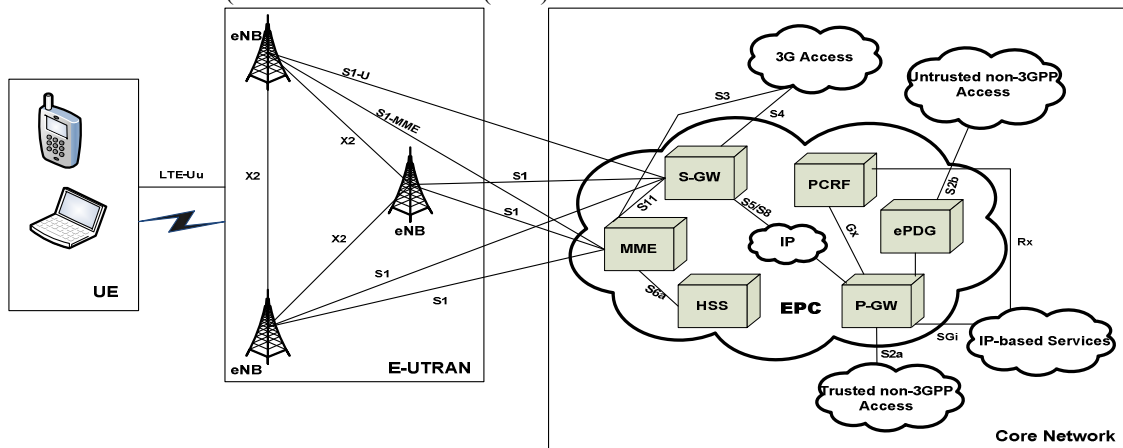 eNB
S1-U
S1-MME
X2
X2
eNB
X2
S1
S1
S1
S1
eNB
E-UTRAN
LTE-Uu
UE
3G Access
S3
S4
Untrusted non-3GPP
Access
S-GW
PCRF
S2b
S11
S5/S8
ePDG
MME
IP
Gx
Rx
S6a
HSS
EPC
P-GW
SGi
IP-based Services
S2a
Trusted non-3GPP
Access
Core Network